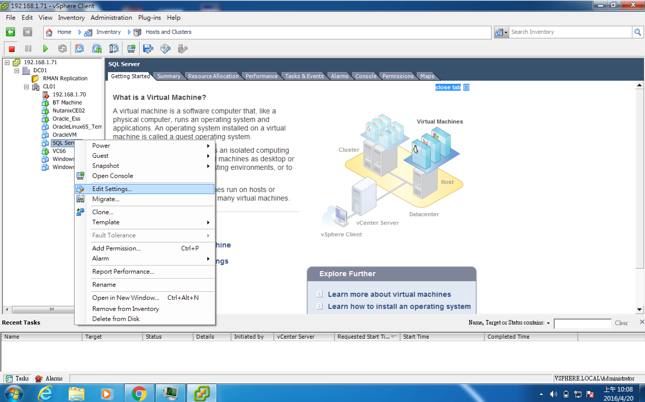 192.168.1.71 - vSphere Client
File Edit View Inventory Administration Plug-ins Help
Home Inventory Hosts and Clusters
Search Inventory
192.168.1.71
DC01
RMAN Replication
CL01
192.168.1.70
BT Machine
NutanixCE02
Oracle_Ess
OracleLinux65_Tem
OracleVM
SQL Serv
VC66
Window
Window
SQL Server
Getting Started Summary Resource Allocation Performance Tasks & Events Alarms Console Permissions Maps
close tab
What is a Virtual Machine?
A virtual machine is a software computer that, like a
physical computer, runs an operating system and
applications. An operating system installed on a virtual
machine is called a guest operating system.
an isolated computing
machines as desktop or
environments, or to
nes run on hosts or
many virtual machines.
hine
ngs
Virtual Machines
Cluster
Host
Datacenter
vCenter Server
vSphere Client
Explore Further
Learn more about virtual machines
Learn how to install an operating system
Power
Guest
Snapshot
Open Console
Edit Settings...
Migrate...
Clone...
Template
Fault Tolerance
Add Permission... Ctrl+P
Alarm
Report Performance...
Rename
Open in New Window... Ctrl+Alt+N
Remove from Inventory
Delete from Disk
Recent Tasks
Name, Target or Status contains:
Clear
Name Target Status Details Initiated by vCenter Server Requested Start Ti... Start Time Completed Time
Tasks Alarms
VSPHERE.LOCAL\Administrator
上午 10:08
2016/4/20